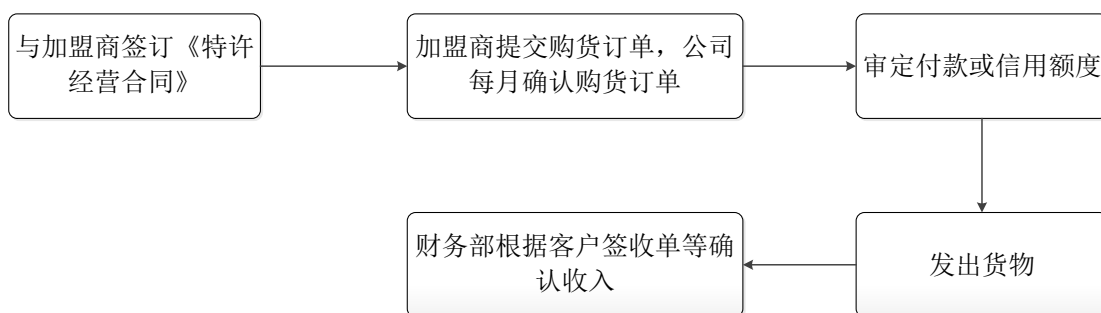 与加盟商签订《特许
经营合同》
加盟商提交购货订单，公司
每月确认购货订单
审定付款或信用额度
发出货物
财务部根据客户签收单等确
认收入